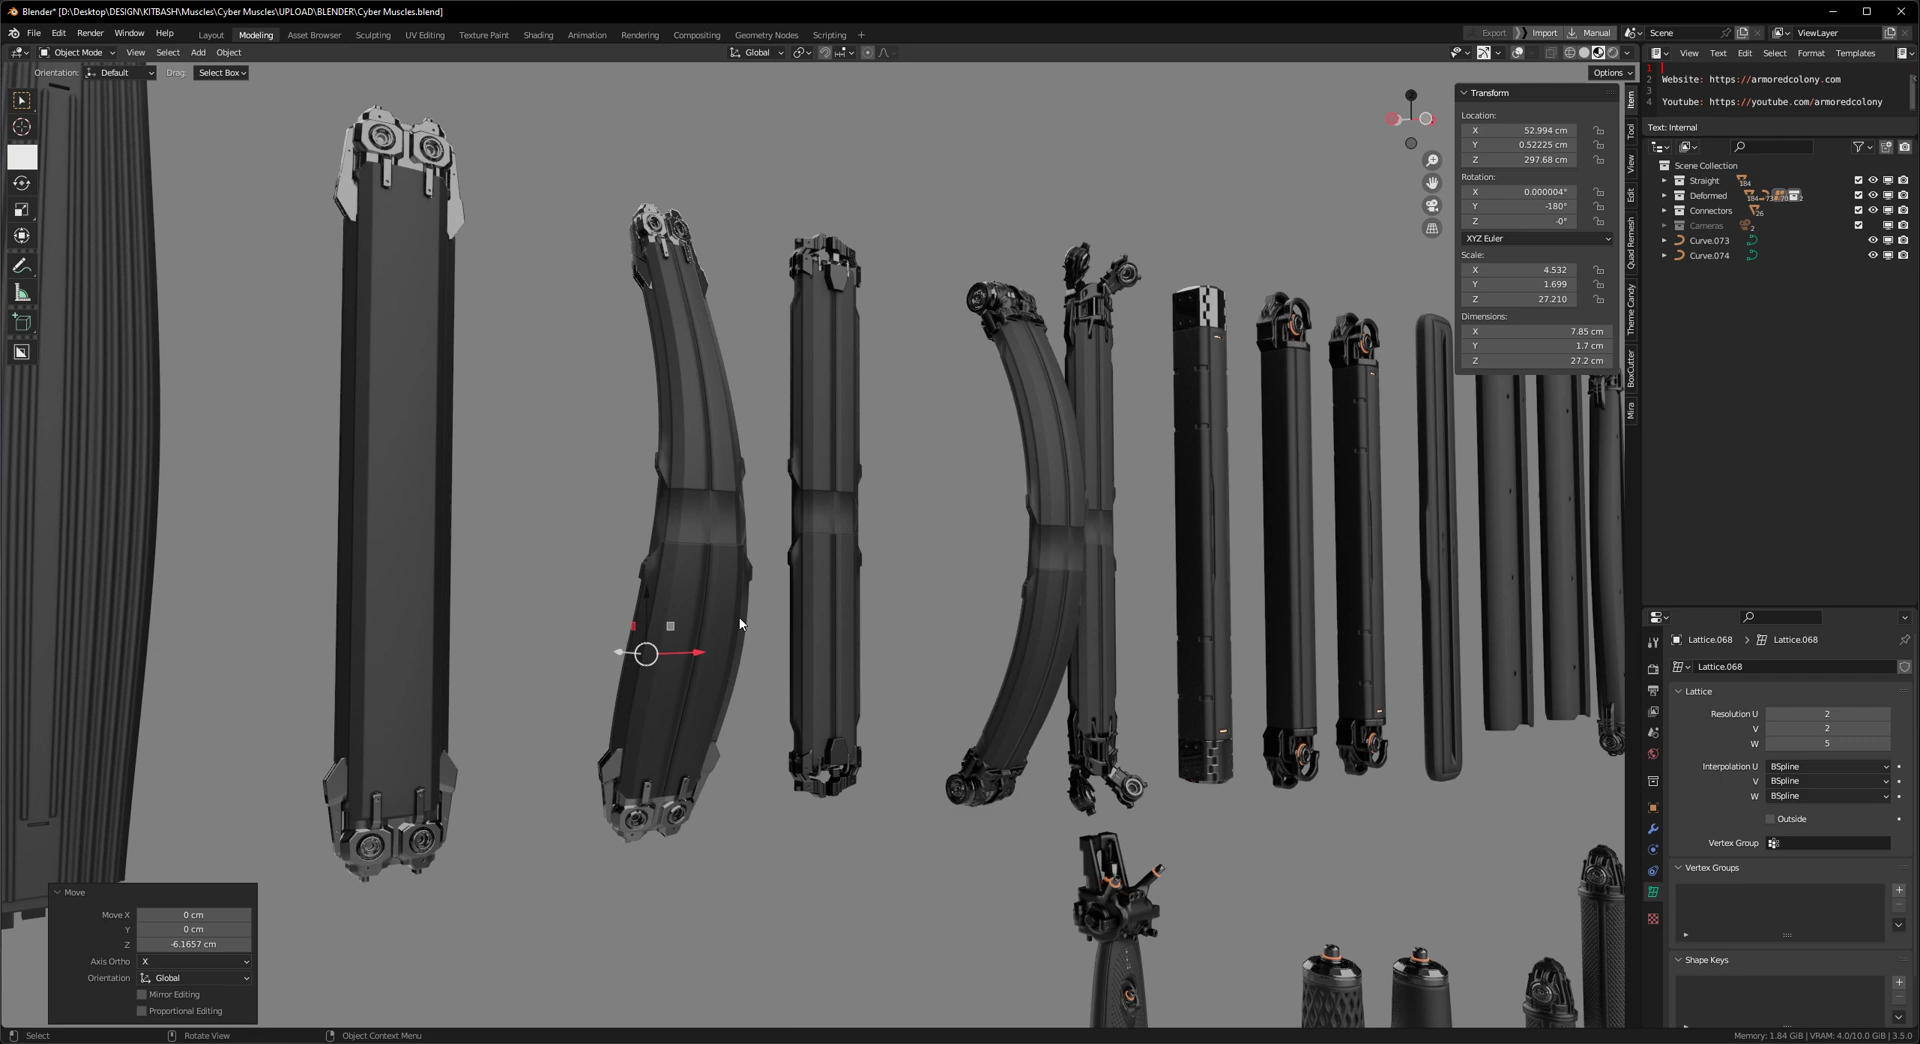 Blender* [D:\Desktop\DESIGN\KITBASH\Muscles\Cyber Muscles\UPLOAD\BLENDER\Cyber Muscles.blend]
File Edit Render Window Help Layout Modeling Asset Browser Sculpting UV Editing Texture Paint Shading Animation Rendering Compositing Geometry Nodes Scripting + Export Import Manual Scene ViewLayer
Object Mode View Select Add Object Global View Text Edit Select Format Templates
Orientation: Default Drag: Select Box Options
1
2 Website: https://armoredcolony.com
3
4 Youtube: https://youtube.com/armoredcolony
Text: Internal
Transform
Location:
X 52.994 cm
Y 0.52225 cm
Z 297.68 cm
Rotation:
X 0.000004°
Y -180°
Z -0°
XYZ Euler
Scale:
X 4.532
Y 1.699
Z 27.210
Dimensions:
X 7.85 cm
Y 1.7 cm
Z 27.2 cm
Item
Tool
View
Edit
Quad Remesh
Theme Candy
BoxCutter
Mira
Scene Collection
Straight 184
Deformed
Connectors 26
Cameras 2
Curve.073
Curve.074
Lattice.068 > Lattice.068
Lattice.068
Lattice
Resolution U 2
V 2
W 5
Interpolation U BSpline
V BSpline
W BSpline
Outside
Vertex Group
Vertex Groups
Shape Keys
Move
Move X 0 cm
Y 0 cm
Z -6.1657 cm
Axis Ortho X
Orientation Global
Mirror Editing
Proportional Editing
Select Rotate View Object Context Menu Memory: 1.84 GiB | VRAM: 4.0/10.0 GiB | 3.5.0